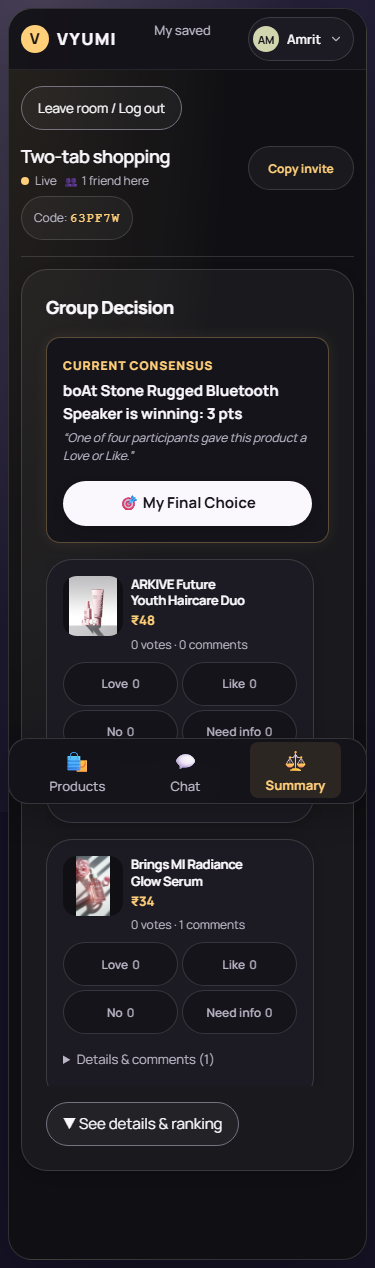 V VYUMI
My saved
AM Amrit
Leave room / Log out
Two-tab shopping
Live 1 friend here
Copy invite
Code: 63PF7W
Group Decision
CURRENT CONSENSUS
boAt Stone Rugged Bluetooth
Speaker is winning: 3 pts
"One of four participants gave this product a
Love or Like."
My Final Choice
ARKIVE Future
Youth Haircare Duo
₹48
0 votes · 0 comments
Love 0
Like 0
No 0
Need info 0
Products
Chat
Summary
Brings MI Radiance
Glow Serum
₹34
0 votes · 1 comments
Love 0
Like 0
No 0
Need info 0
▶ Details & comments (1)
▼ See details & ranking